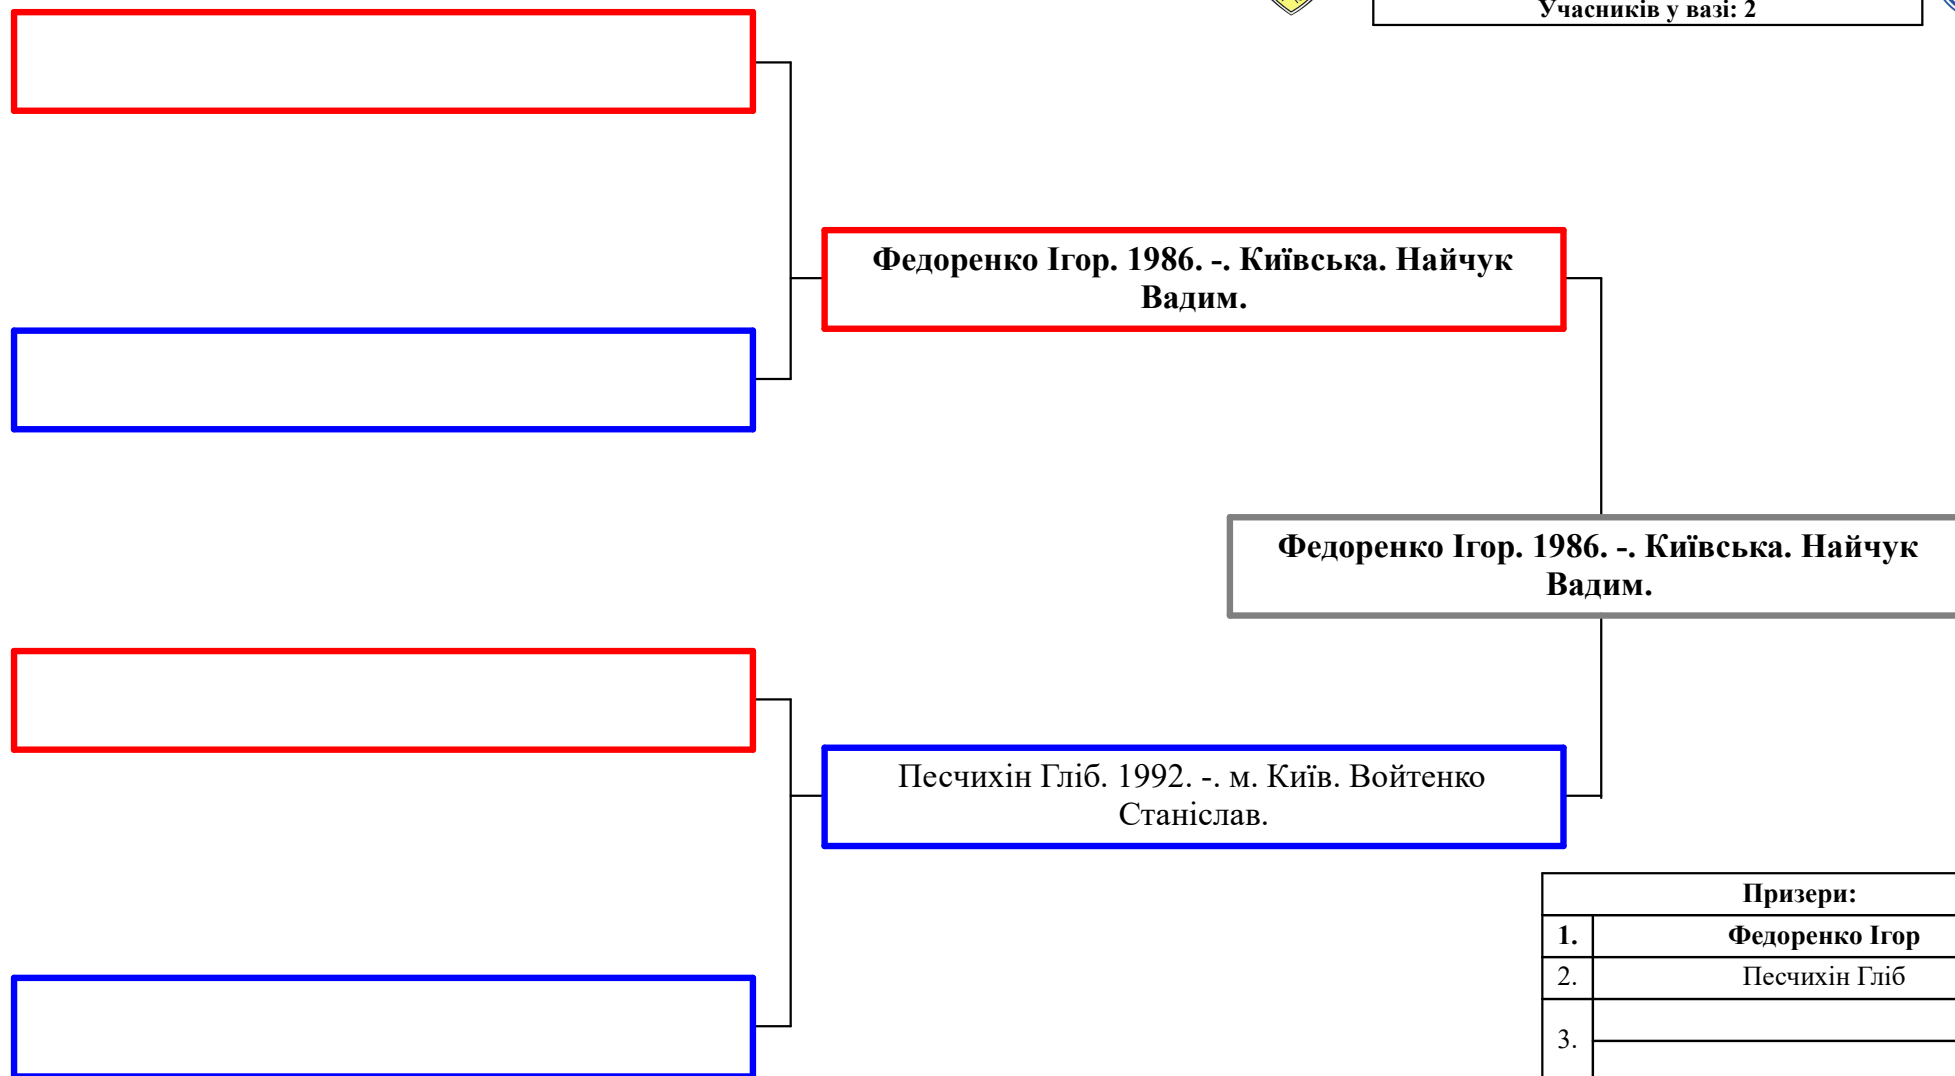 Учасників у вазі: 2
Федоренко Ігор. 1986. -. Київська. Найчук
Вадим.
Федоренко Ігор. 1986. -. Київська. Найчук
Вадим.
Песчихін Гліб. 1992. -. м. Київ. Войтенко
Станіслав.
Призери:
1. Федоренко Ігор
2. Песчихін Гліб
3.